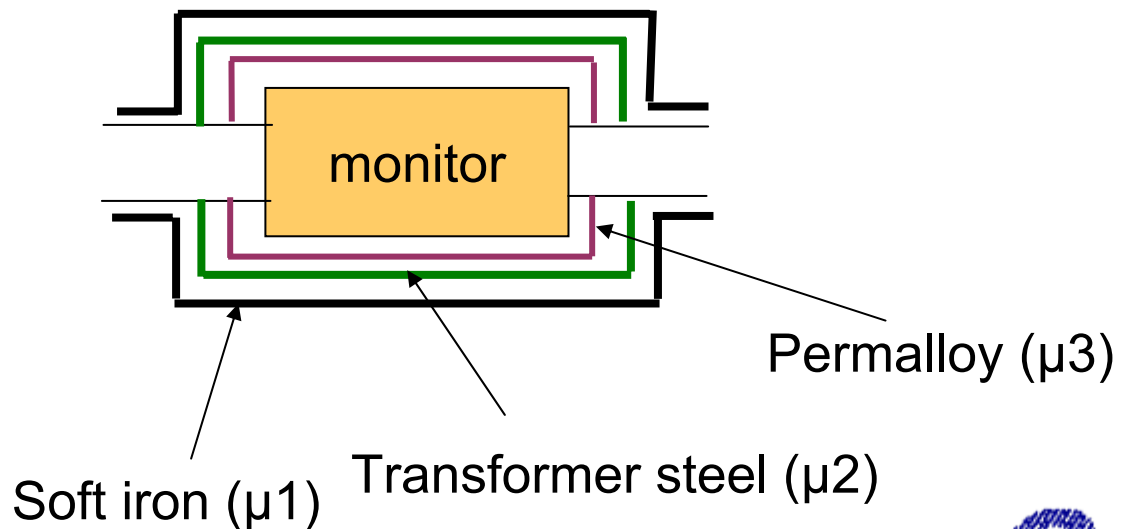 monitor
Permalloy (µ3)
Transformer steel (µ2)
Soft iron (µ1)